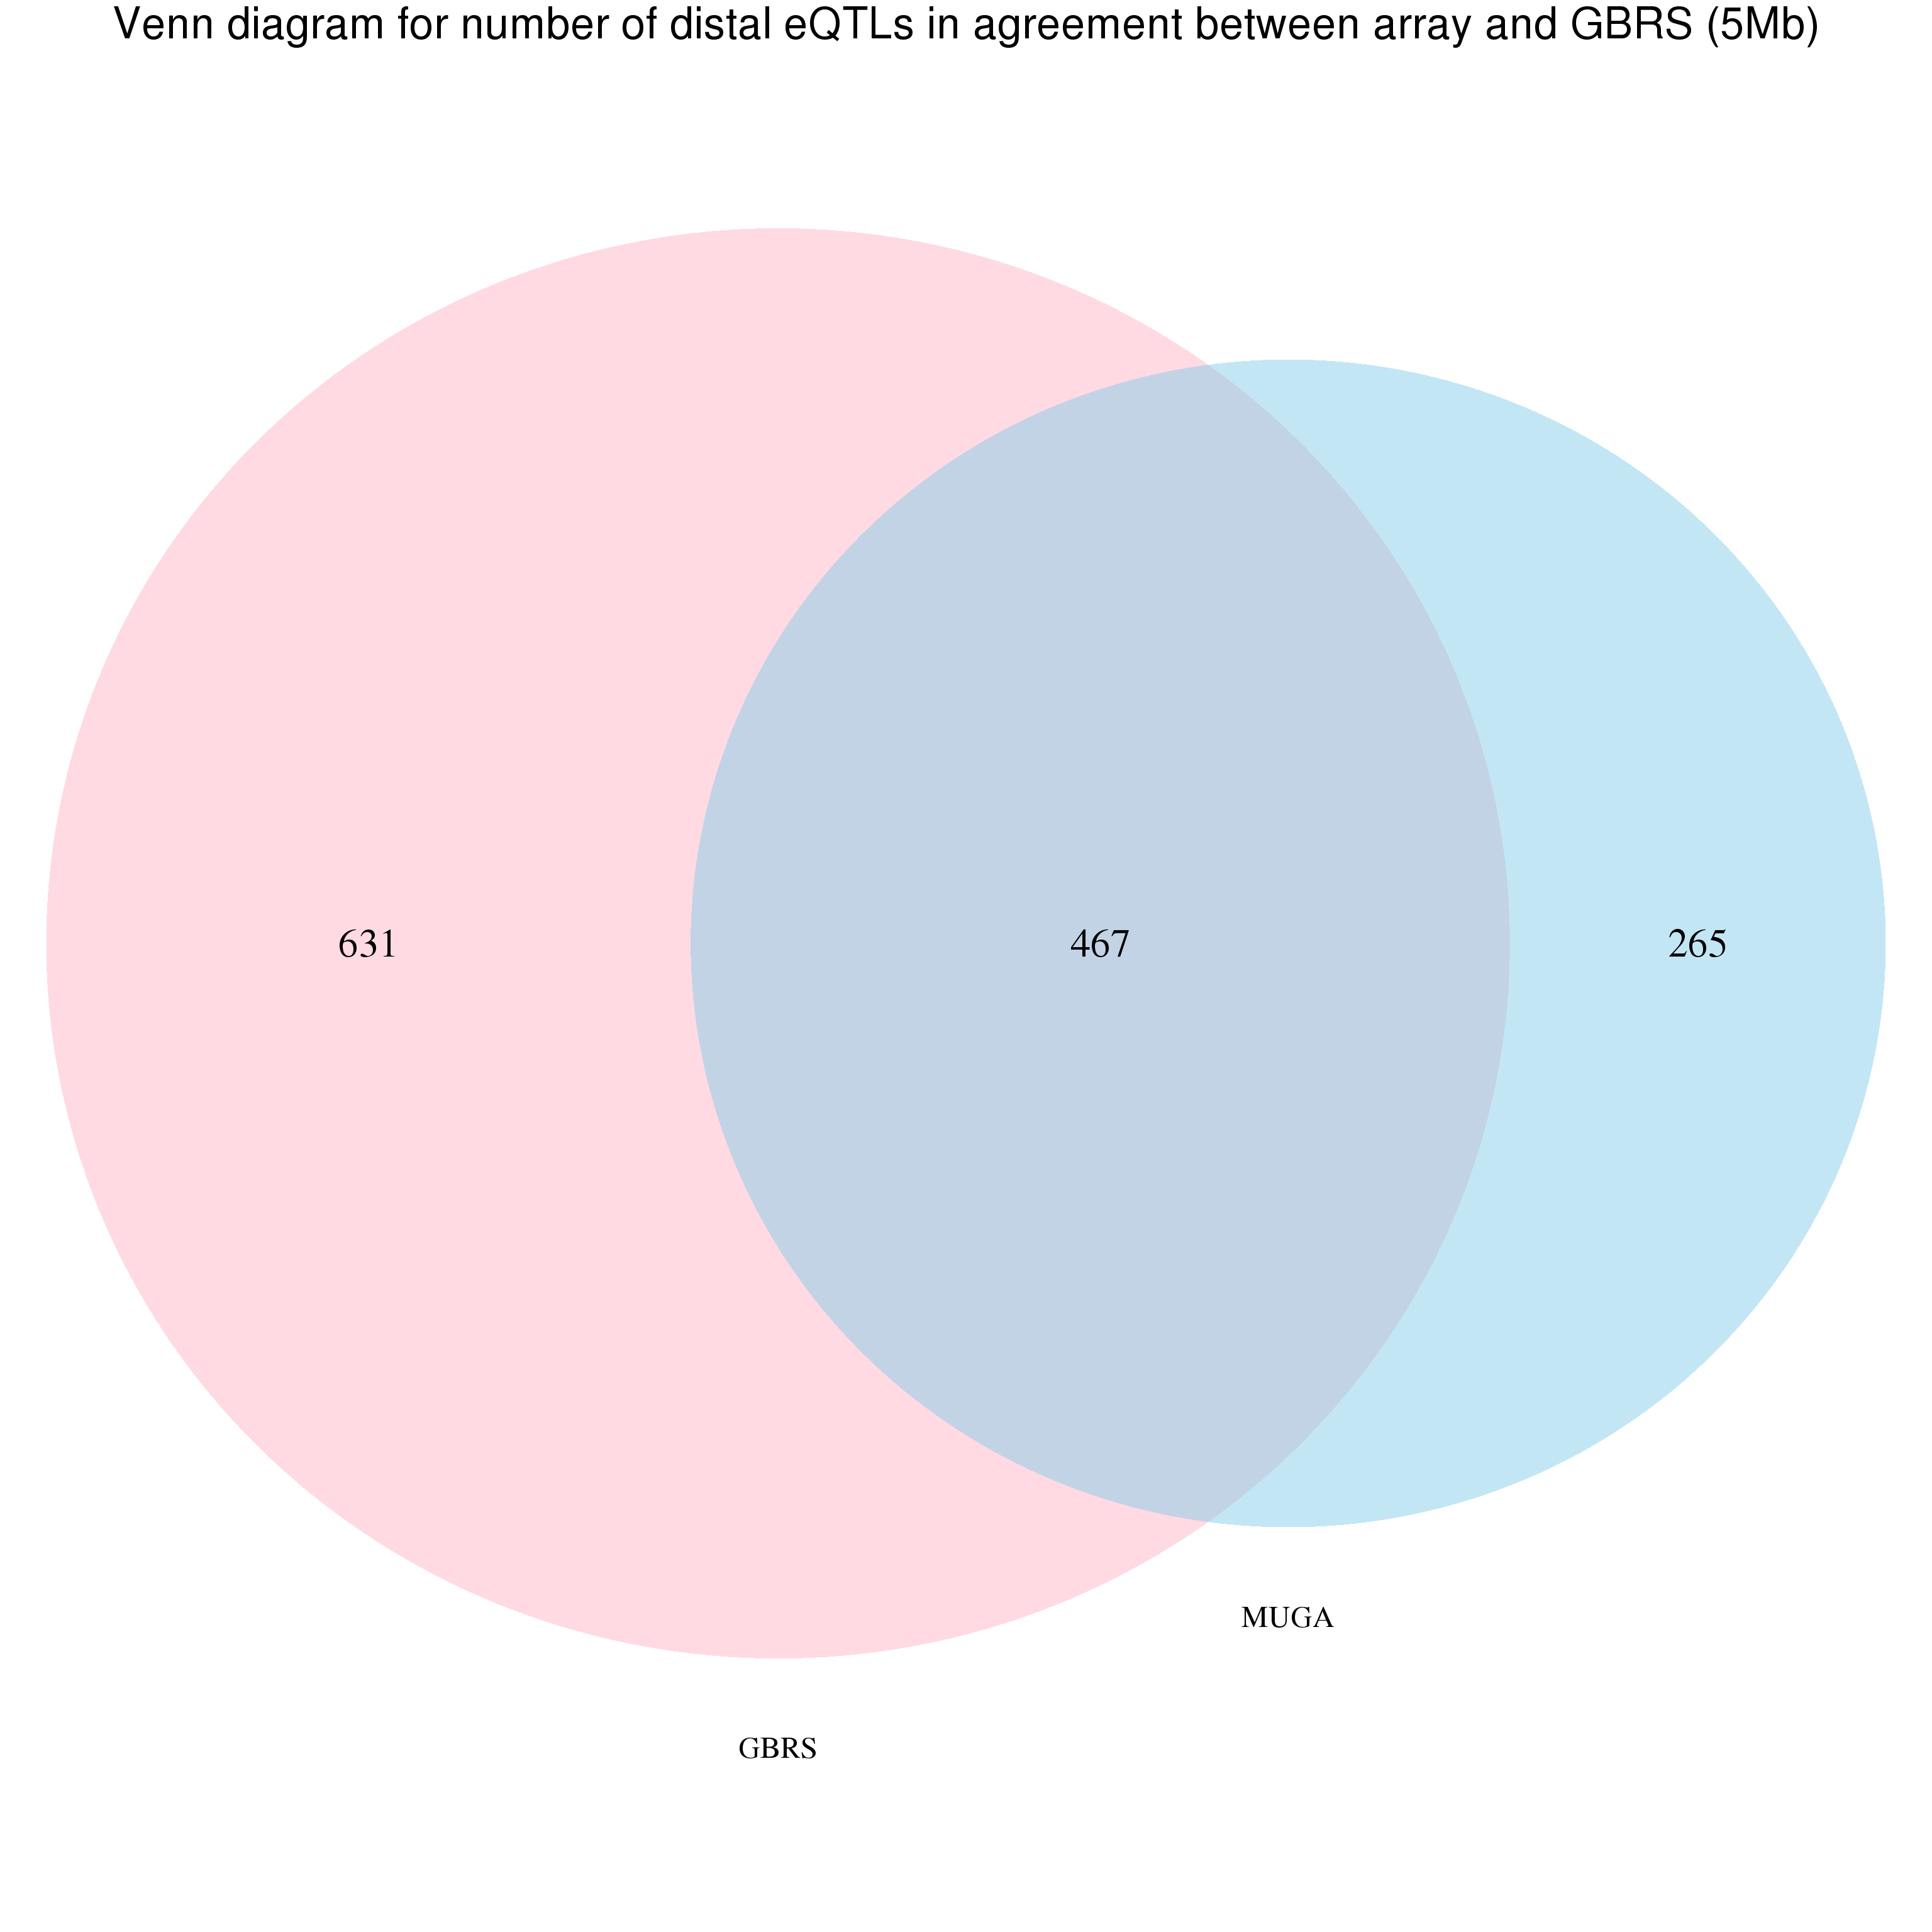 Venn diagram for number of distal eQTLs in agreement between array and GBRS (5Mb)
631
467
265
MUGA
GBRS